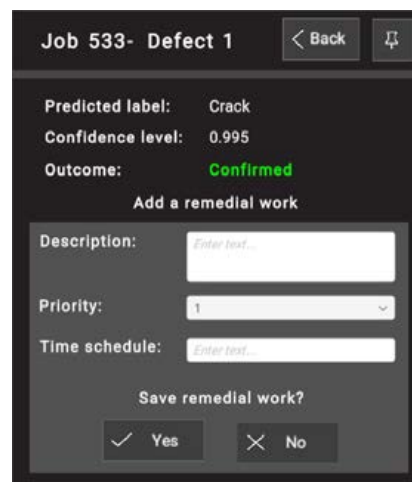 Job 533- Defect 1 < Back
Predicted label: Crack
Confidence level: 0.995
Outcome: Confirmed
Add a remedial work
Description: Enter text...
Priority: 1
Time schedule: Enter text...
Save remedial work?
Yes No